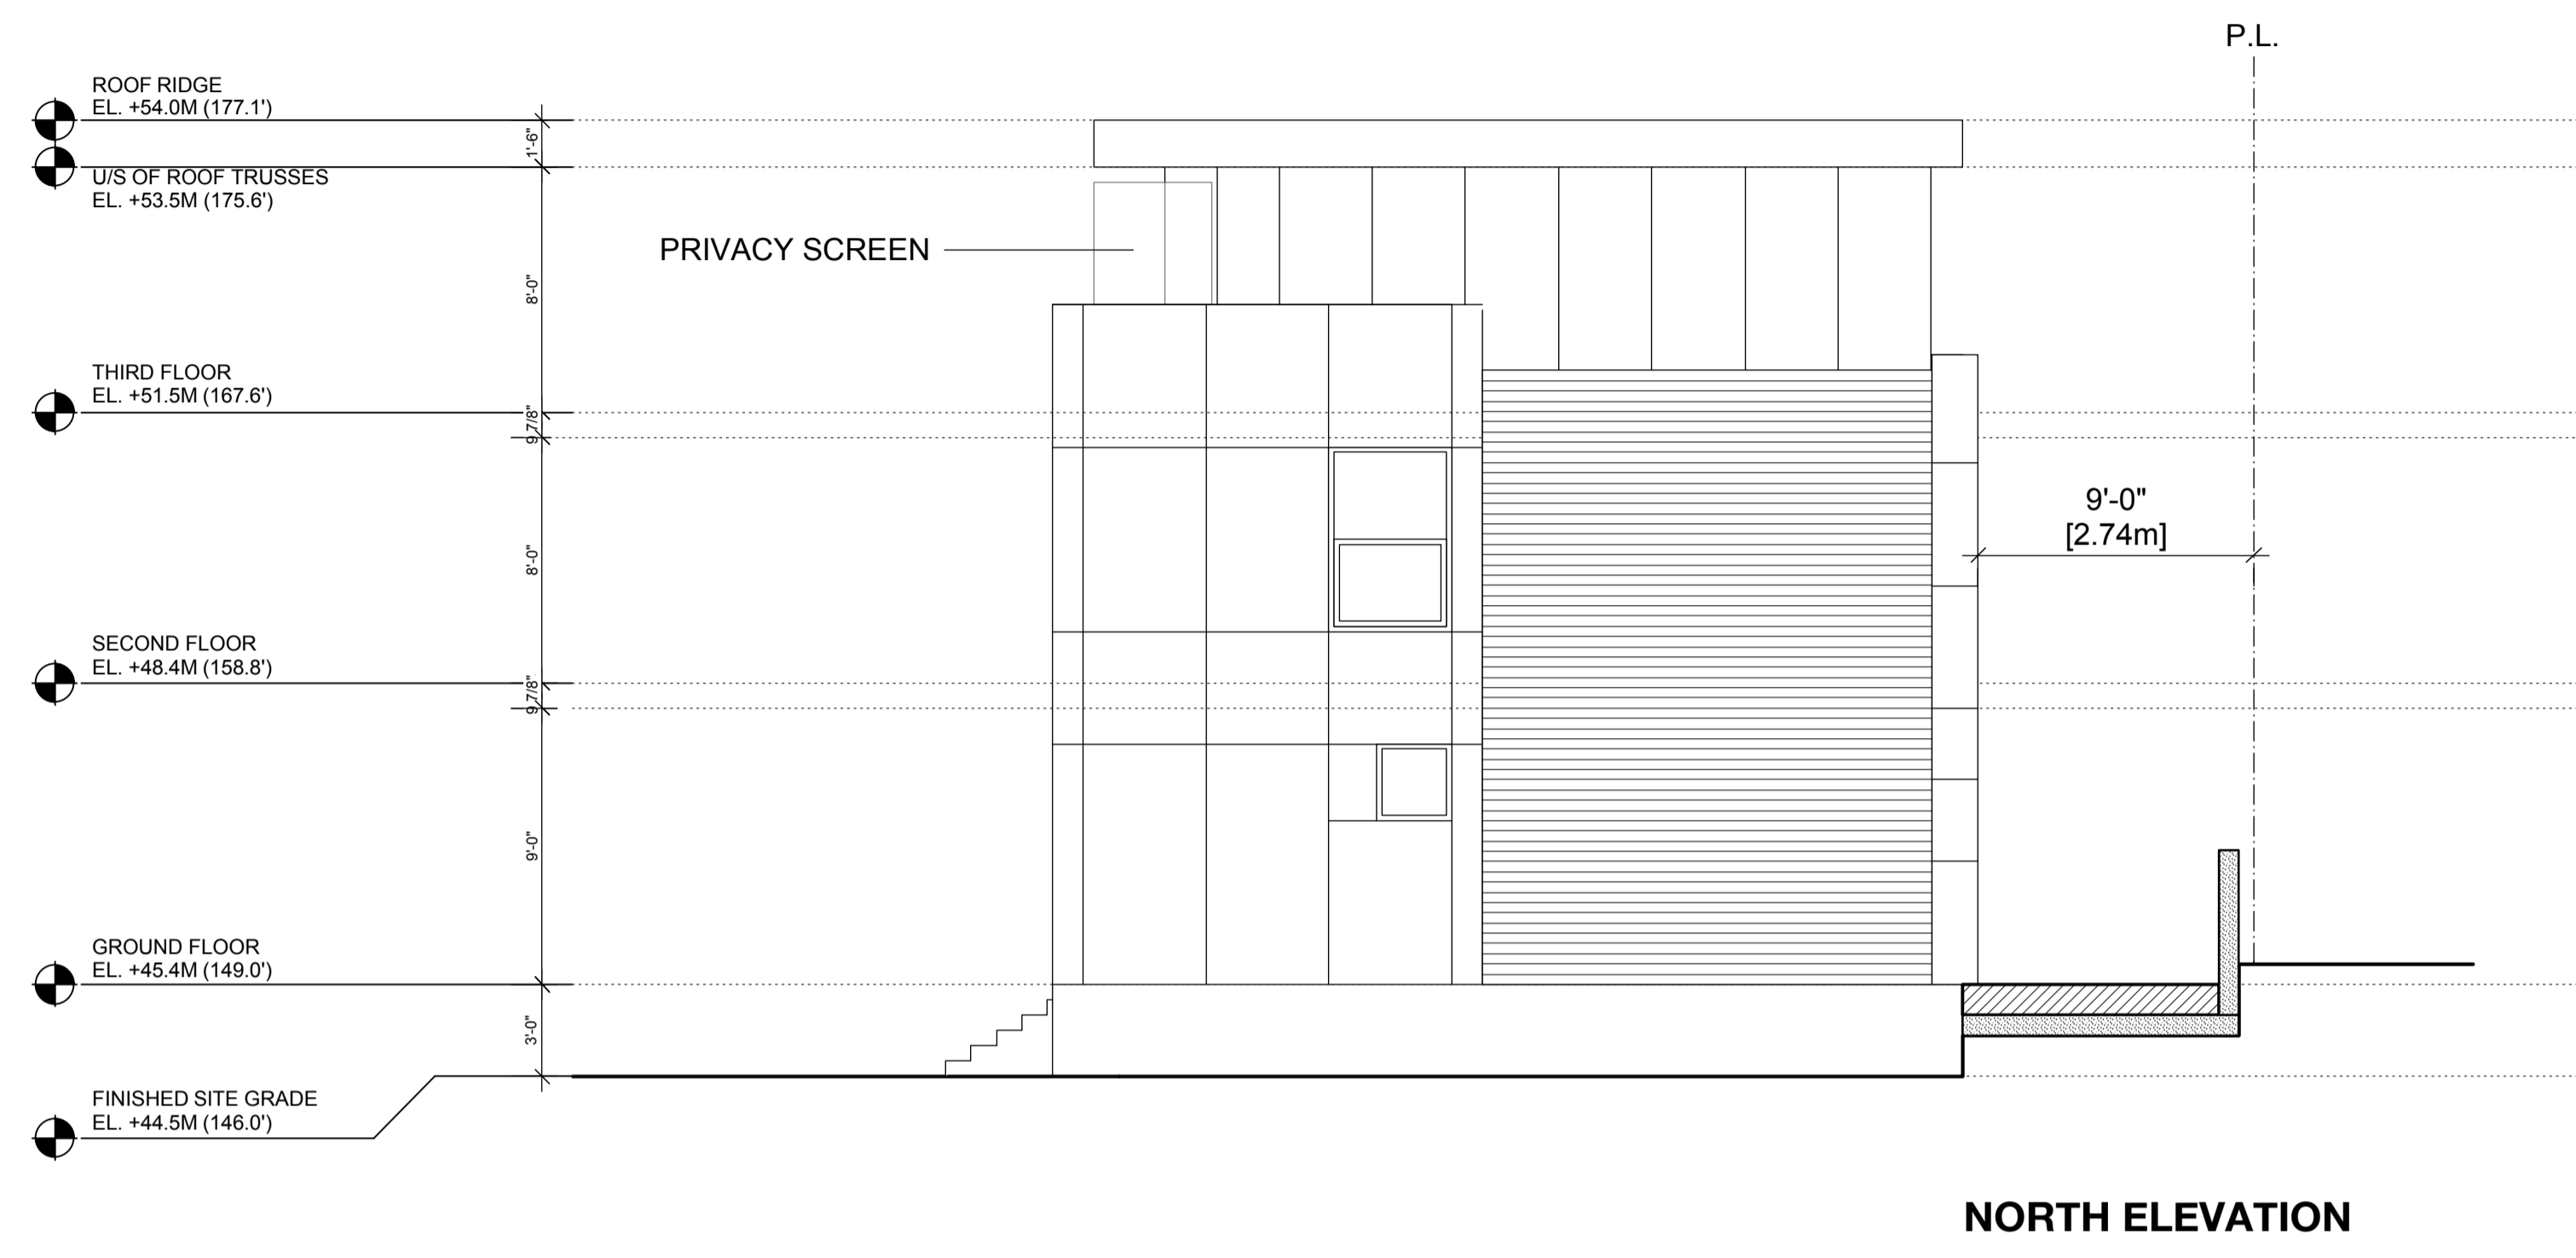 P.L.
ROOF RIDGE
EL. +54.0M (177.1')
1'-6"
U/S OF ROOF TRUSSES
EL. +53.5M (175.6')
PRIVACY SCREEN
8'-0"
THIRD FLOOR
EL. +51.5M (167.6')
9 7/8"
9'-0"
[2.74m]
8'-0"
SECOND FLOOR
EL. +48.4M (158.8')
9 7/8"
9'-0"
GROUND FLOOR
EL. +45.4M (149.0')
3'-0"
FINISHED SITE GRADE
EL. +44.5M (146.0')
NORTH ELEVATION